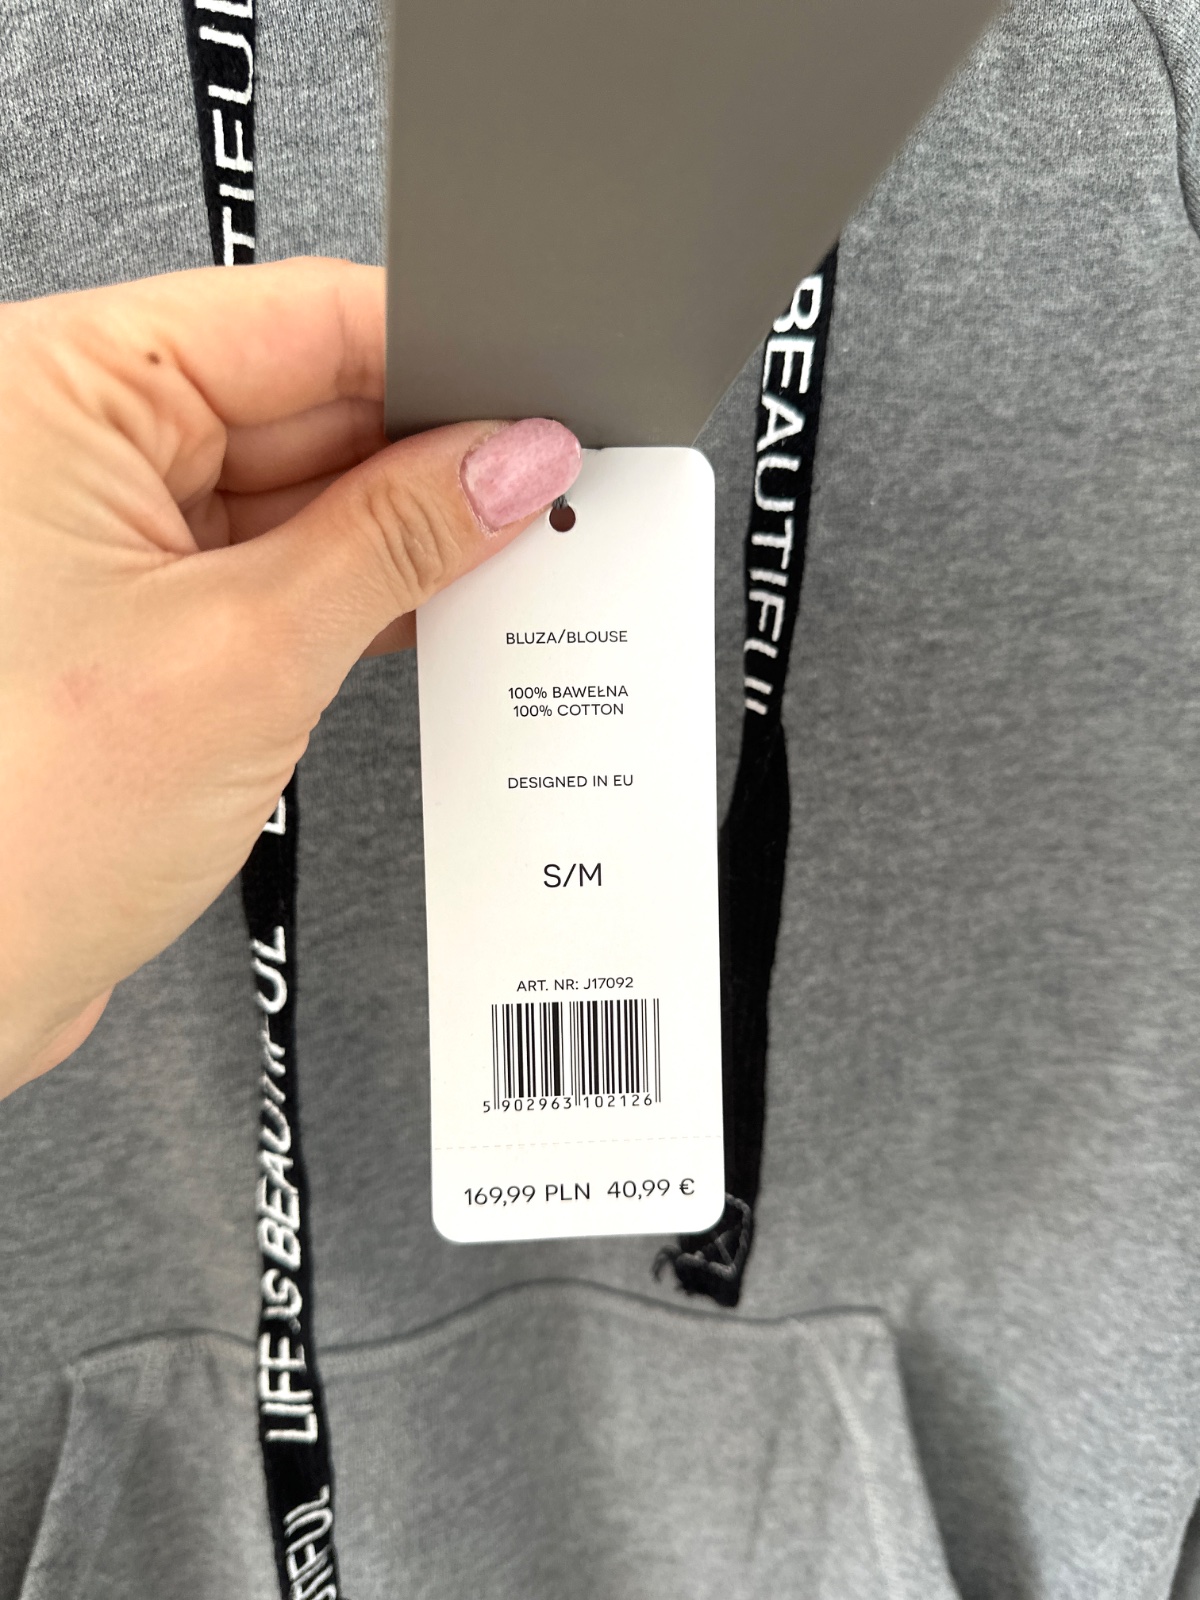 TIFUL
BEAUTIFUL
BLUZA/BLOUSE
100% BAWEŁNA
100% COTTON
DESIGNED IN EU
S/M
ART. NR: J17092
5 902963 102126
169,99 PLN 40,99 €
LIFE IS BEAUTIFUL